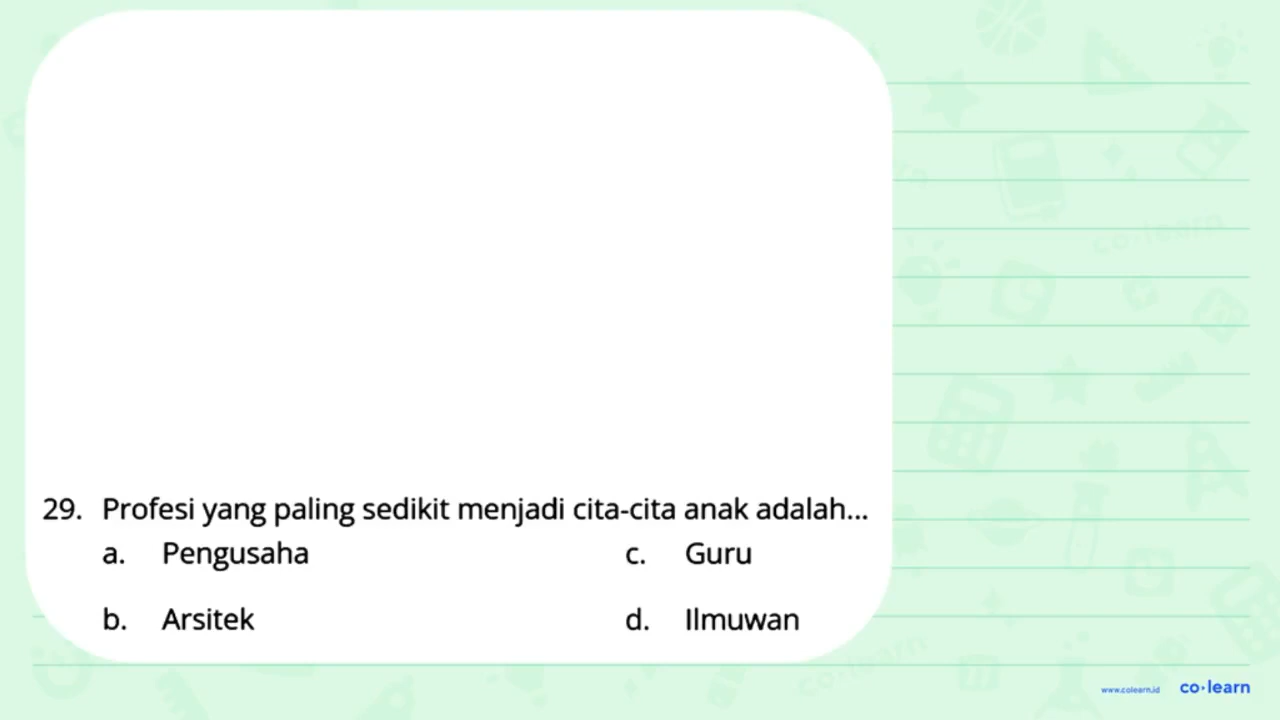 29. Profesi yang paling sedikit menjadi cita-cita anak adalah...
a. Pengusaha
c. Guru
b. Arsitek
d. Ilmuwan
www.colearn.id co·learn